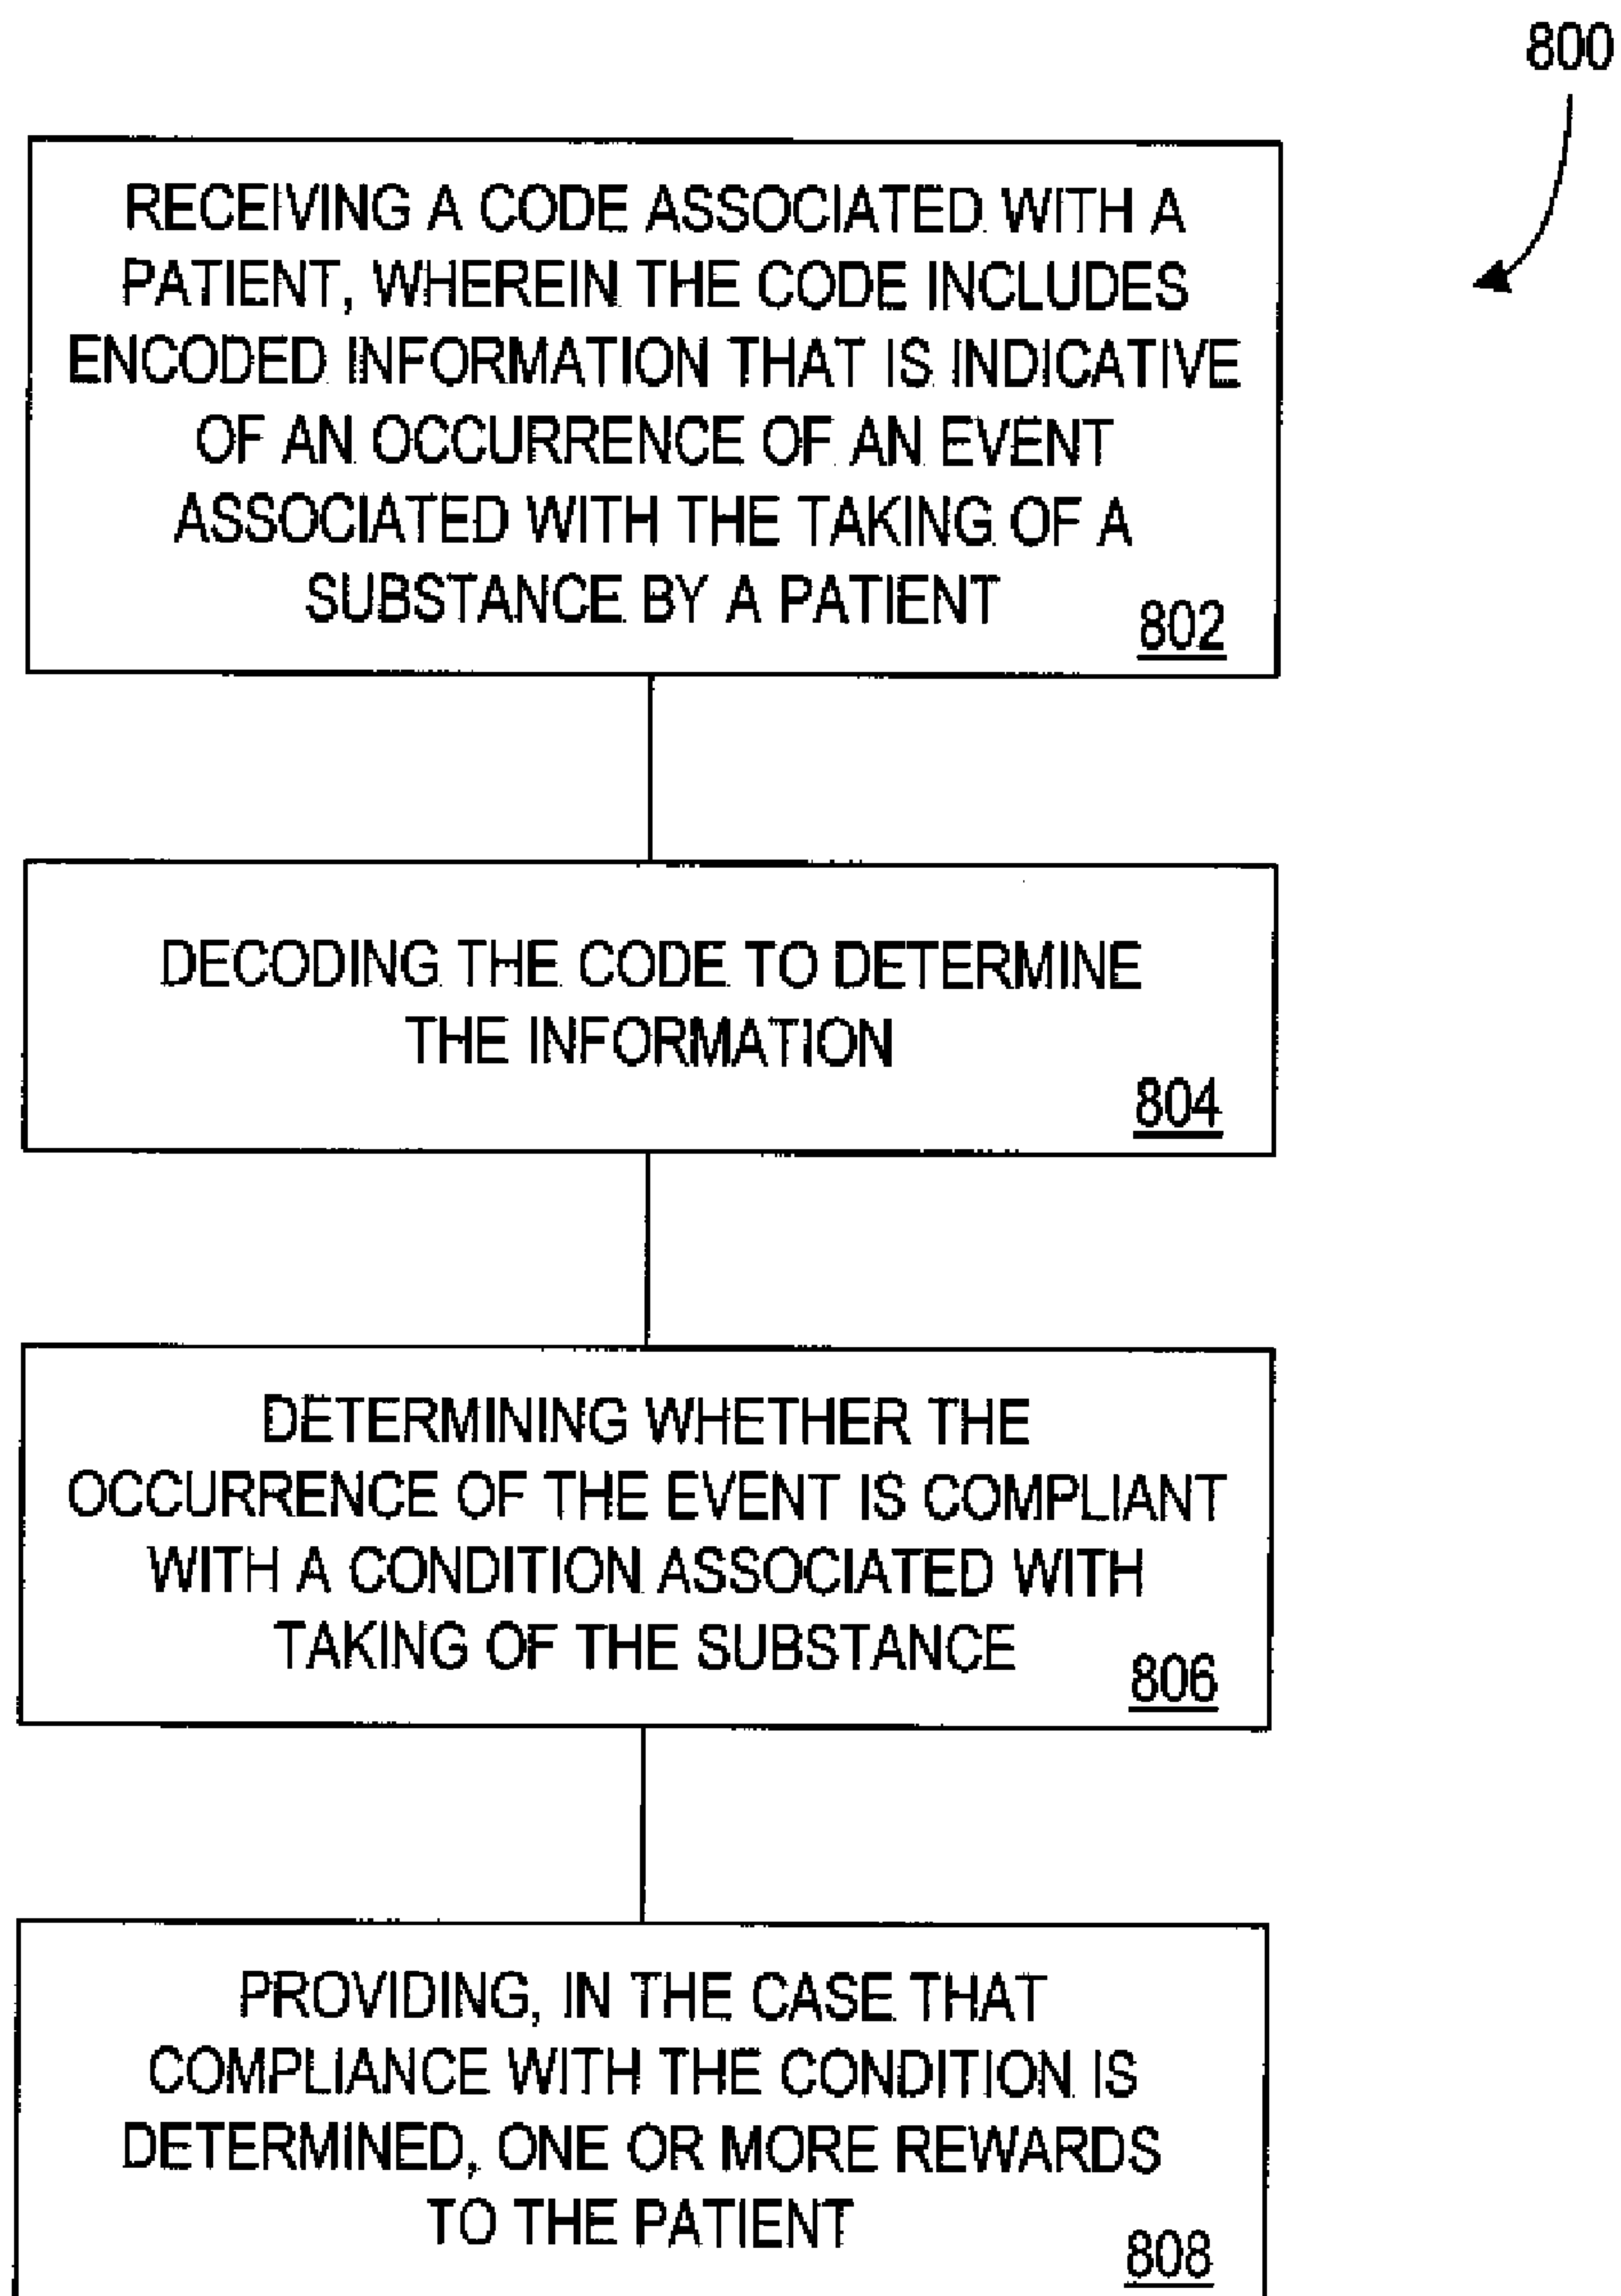 800
RECEIVING A CODE ASSOCIATED WITH A
PATIENT, WHEREIN THE CODE INCLUDES
ENCODED INFORMATION THAT IS INDICATIVE
OF AN OCCURRENCE OF AN EVENT
ASSOCIATED WITH THE TAKING OF A
SUBSTANCE BY A PATIENT
802
DECODING THE CODE TO DETERMINE
THE INFORMATION
804
DETERMINING WHETHER THE
OCCURRENCE OF THE EVENT IS COMPLIANT
WITH A CONDITION ASSOCIATED WITH
TAKING OF THE SUBSTANCE
806
PROVIDING, IN THE CASE THAT
COMPLIANCE WITH THE CONDITION IS
DETERMINED, ONE OR MORE REWARDS
TO THE PATIENT
808